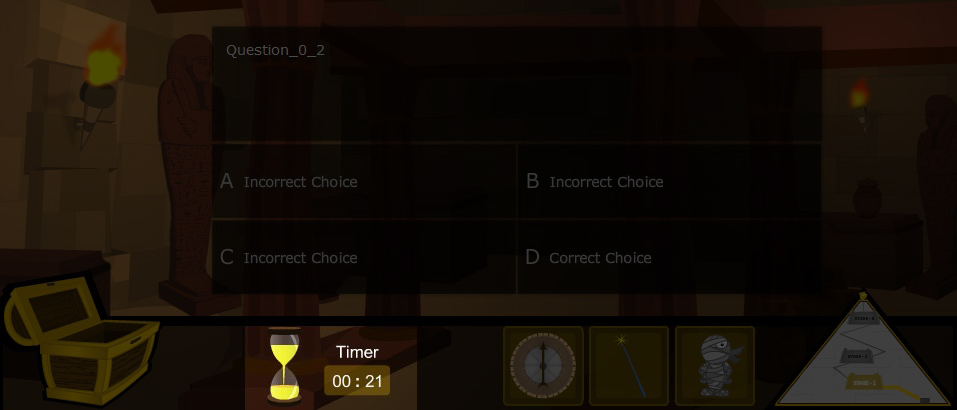 Question_0_2
A Incorrect Choice
B Incorrect Choice
C Incorrect Choice
D Correct Choice
Timer
00 : 21